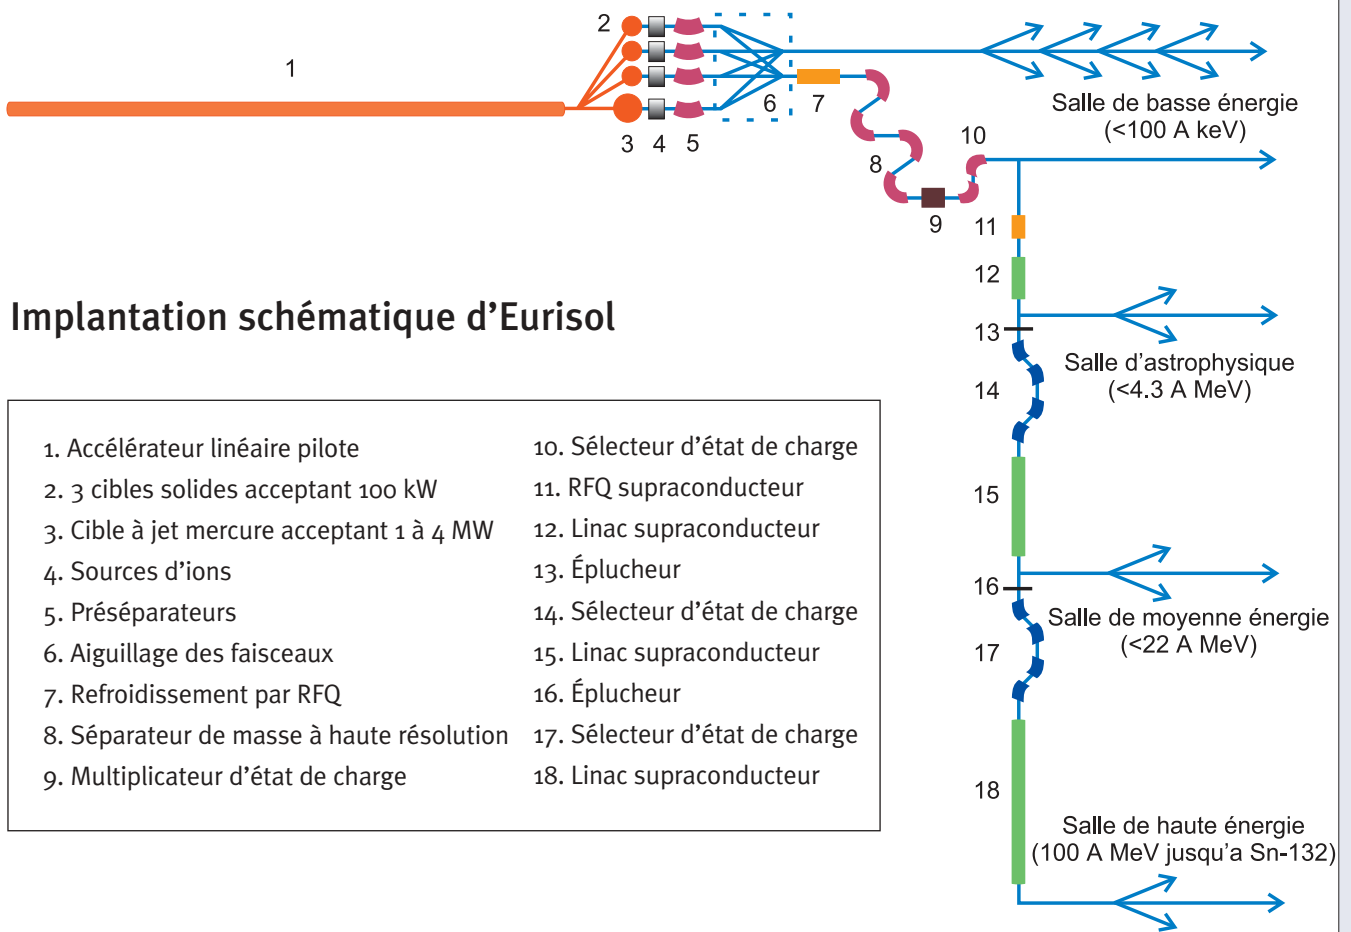 1
2
3
4
5
6
7
8
9
10
Salle de basse énergie
(<100 A keV)
11
12
13
Salle d'astrophysique
(<4.3 A MeV)
14
15
16
Salle de moyenne énergie
(<22 A MeV)
17
18
Salle de haute énergie
(100 A MeV jusqu'a Sn-132)
Implantation schématique d’Eurisol
1. Accélérateur linéaire pilote
2. 3 cibles solides acceptant 100 kW
3. Cible à jet mercure acceptant 1 à 4 MW
4. Sources d’ions
5. Préséparateurs
6. Aiguillage des faisceaux
7. Refroidissement par RFQ
8. Séparateur de masse à haute résolution
9. Multiplicateur d’état de charge
10. Sélecteur d’état de charge
11. RFQ supraconducteur
12. Linac supraconducteur
13. Éplucheur
14. Sélecteur d’état de charge
15. Linac supraconducteur
16. Éplucheur
17. Sélecteur d’état de charge
18. Linac supraconducteur